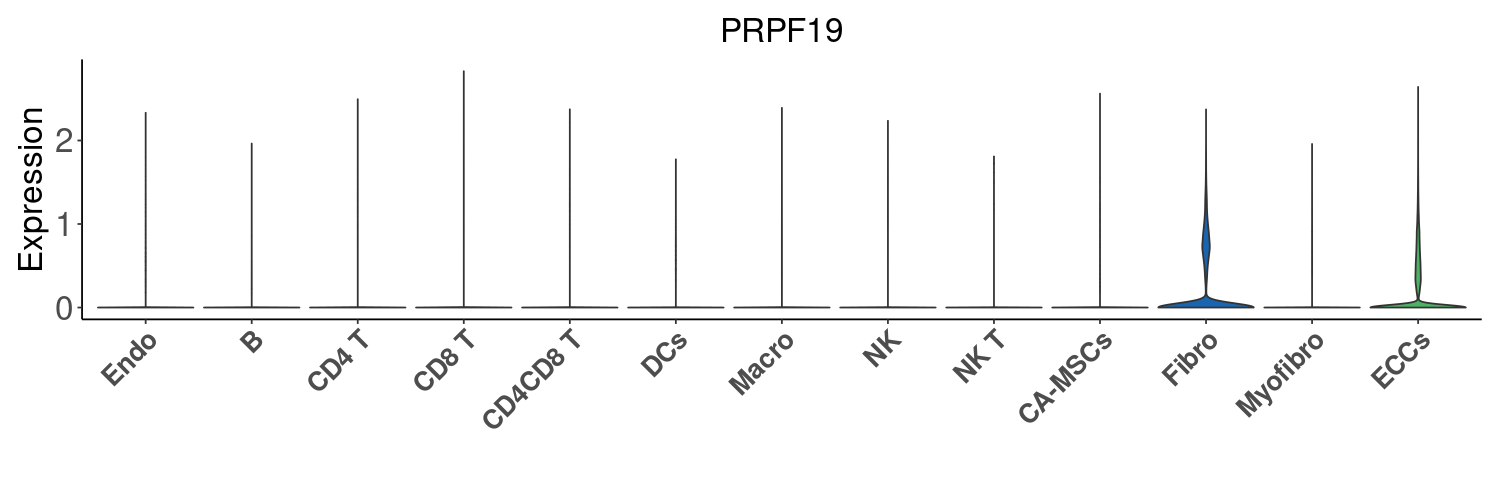 PRPF19
Expression
2
1
0
Endo
B
CD4 T
CD8 T
CD4CD8 T
DCs
Macro
NK
NK T
CA-MSCs
Fibro
Myofibro
ECCs